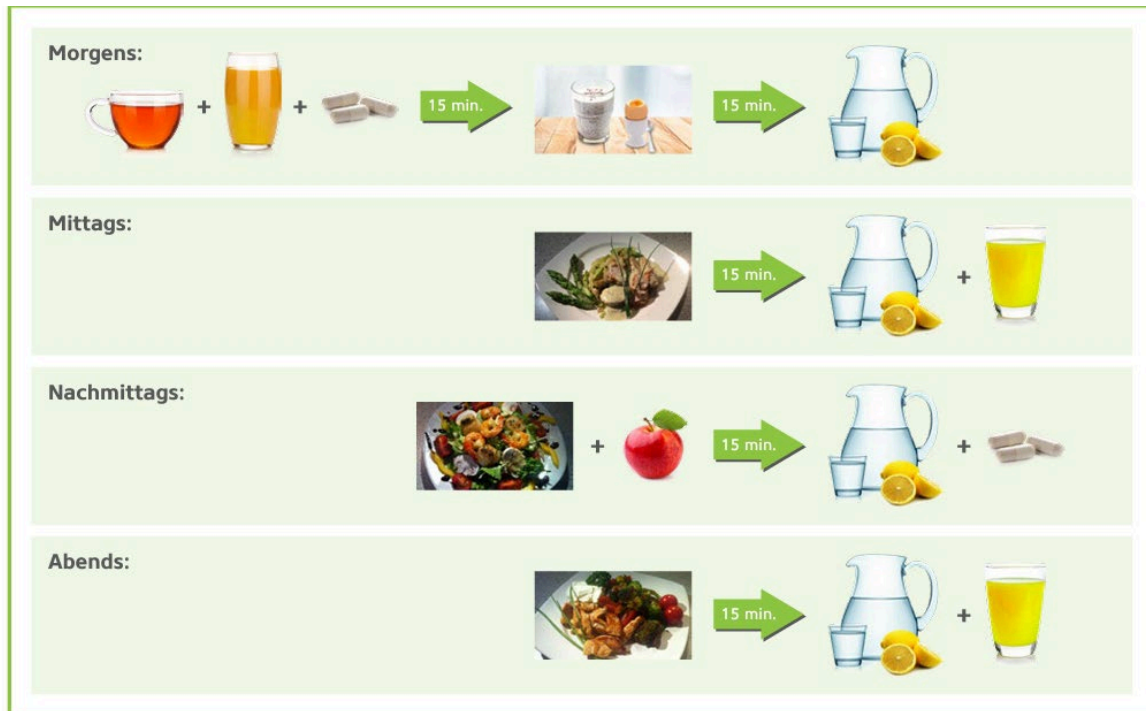 Morgens:
+ + 15 min. 15 min.
Mittags:
15 min. +
Nachmittags:
+ 15 min. +
Abends:
15 min. +